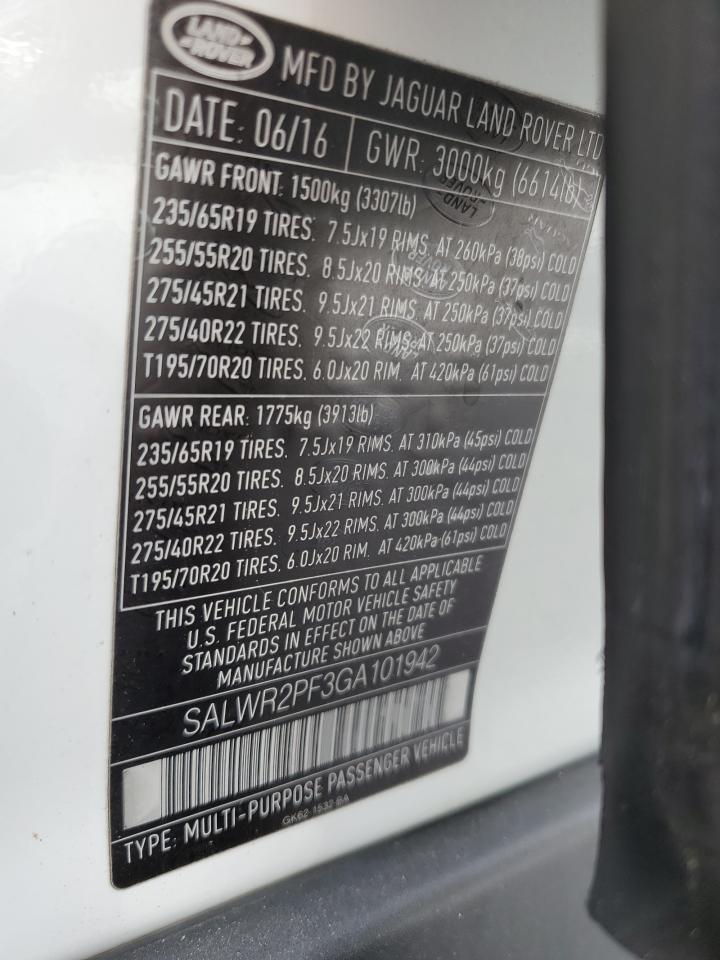 LAND
ROVER
MFD BY JAGUAR LAND ROVER LTD
DATE: 06/16 GWR: 3000kg (6614lb)
GAWR FRONT: 1500kg (3307lb)
235/65R19 TIRES. 7.5Jx19 RIMS. AT 260kPa (38psi) COLD
255/55R20 TIRES. 8.5Jx20 RIMS. AT 250kPa (37psi) COLD
275/45R21 TIRES. 9.5Jx21 RIMS. AT 250kPa (37psi) COLD
275/40R22 TIRES. 9.5Jx22 RIMS. AT 250kPa (37psi) COLD
T195/70R20 TIRES. 6.0Jx20 RIM. AT 420kPa (61psi) COLD
GAWR REAR: 1775kg (3913lb)
235/65R19 TIRES. 7.5Jx19 RIMS. AT 310kPa (45psi) COLD
255/55R20 TIRES. 8.5Jx20 RIMS. AT 300kPa (44psi) COLD
275/45R21 TIRES. 9.5Jx21 RIMS. AT 300kPa (44psi) COLD
275/40R22 TIRES. 9.5Jx22 RIMS. AT 300kPa (44psi) COLD
T195/70R20 TIRES. 6.0Jx20 RIM. AT 420kPa (61psi) COLD
THIS VEHICLE CONFORMS TO ALL APPLICABLE
U.S. FEDERAL MOTOR VEHICLE SAFETY
STANDARDS IN EFFECT ON THE DATE OF
MANUFACTURE SHOWN ABOVE
SALWR2PF3GA101942
TYPE: MULTI-PURPOSE PASSENGER VEHICLE
GK62-1532-BA